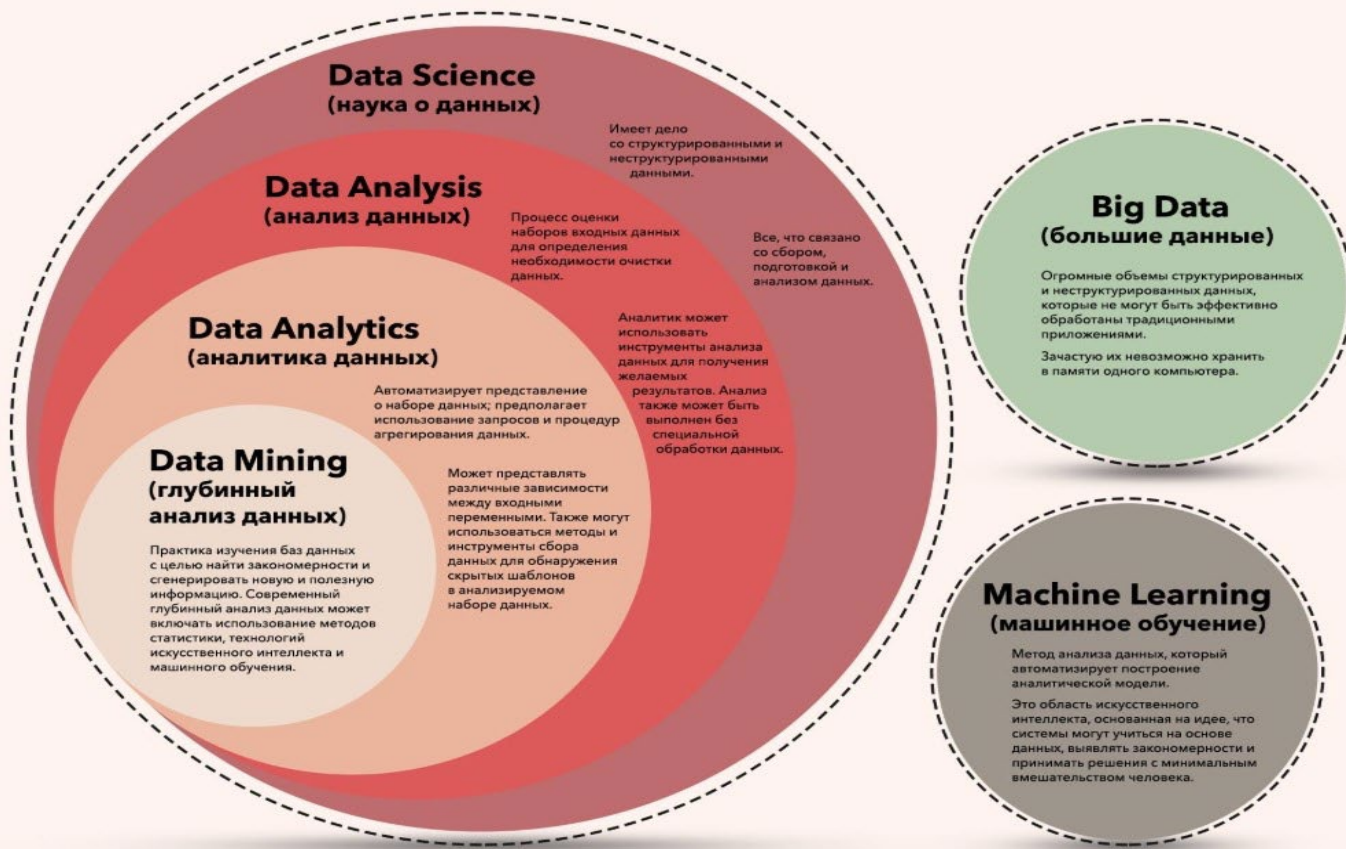 Data Science
(наука о данных)
Имеет дело
со структурированными и
неструктурированными
данными.
Все, что связано
со сбором,
подготовкой и
анализом данных.
Data Analysis
(анализ данных)
Процесс оценки
наборов входных данных
для определения
необходимости очистки
данных.
Аналитик может
использовать
инструменты анализа
данных для получения
желаемых
результатов. Анализ
также может быть
выполнен без
специальной
обработки данных.
Data Analytics
(аналитика данных)
Автоматизирует представление
о наборе данных; предполагает
использование запросов и процедур
агрегирования данных.
Может представлять
различные зависимости
между входными
переменными. Также могут
использоваться методы и
инструменты сбора
данных для обнаружения
скрытых шаблонов
в анализируемом
наборе данных.
Data Mining
(глубинный
анализ данных)
Практика изучения баз данных
с целью найти закономерности и
сгенерировать новую и полезную
информацию. Современный
глубинный анализ данных может
включать использование методов
статистики, технологий
искусственного интеллекта и
машинного обучения.
Big Data
(большие данные)
Огромные объемы структурированных
и неструктурированных данных,
которые не могут быть эффективно
обработаны традиционными
приложениями.
Зачастую их невозможно хранить
в памяти одного компьютера.
Machine Learning
(машинное обучение)
Метод анализа данных, который
автоматизирует построение
аналитической модели.
Это область искусственного
интеллекта, основанная на идее, что
системы могут учиться на основе
данных, выявлять закономерности и
принимать решения с минимальным
вмешательством человека.